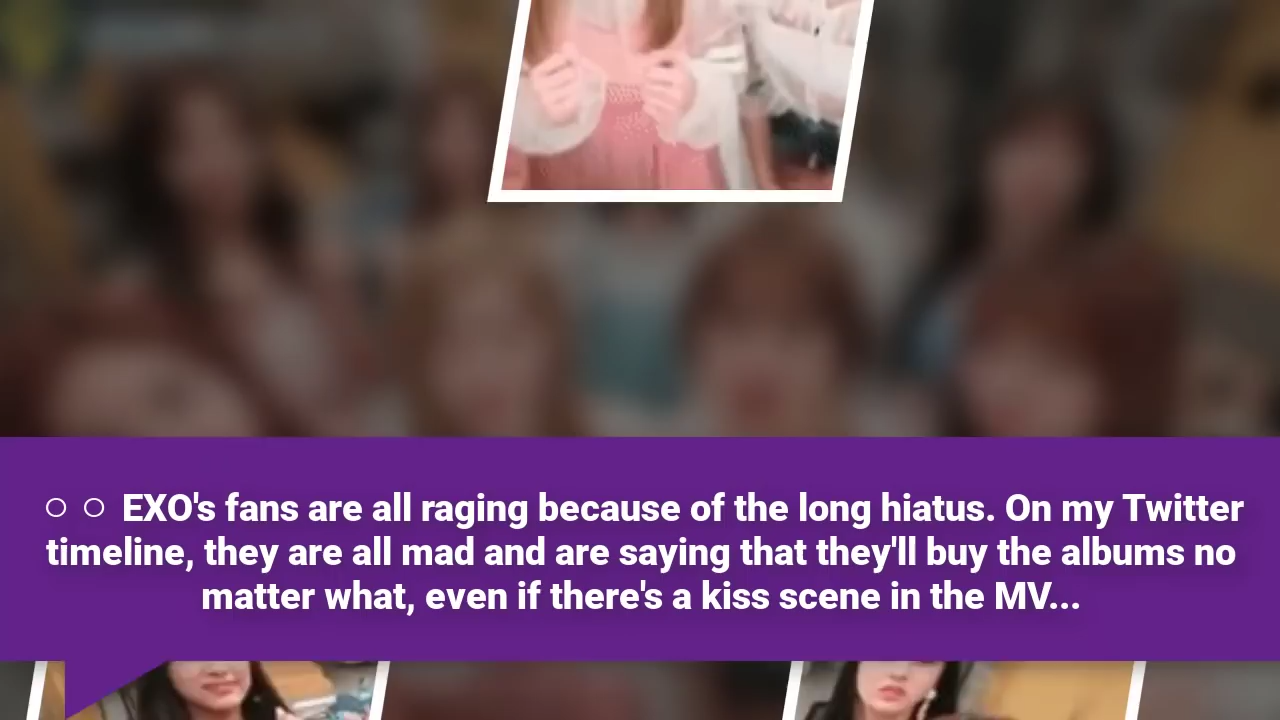 ○ ○ EXO's fans are all raging because of the long hiatus. On my Twitter
timeline, they are all mad and are saying that they'll buy the albums no
matter what, even if there's a kiss scene in the MV...